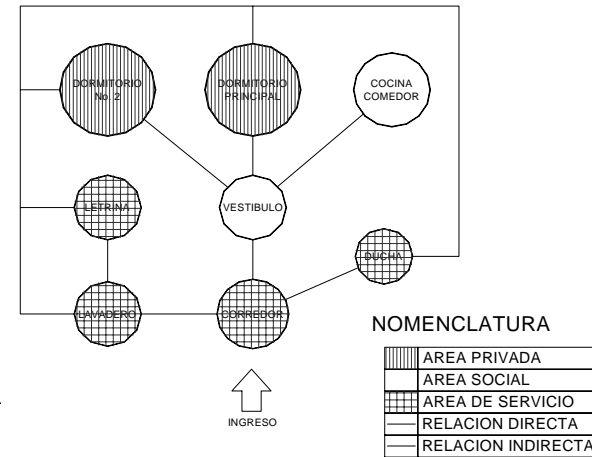 DORMITORIO
No. 2
DORMITORIO
PRINCIPAL
COCINA
COMEDOR
LETRINA
VESTIBULO
DUCHA
LAVADERO
CORREDOR
INGRESO
NOMENCLATURA
AREA PRIVADA
AREA SOCIAL
AREA DE SERVICIO
RELACION DIRECTA
RELACION INDIRECTA